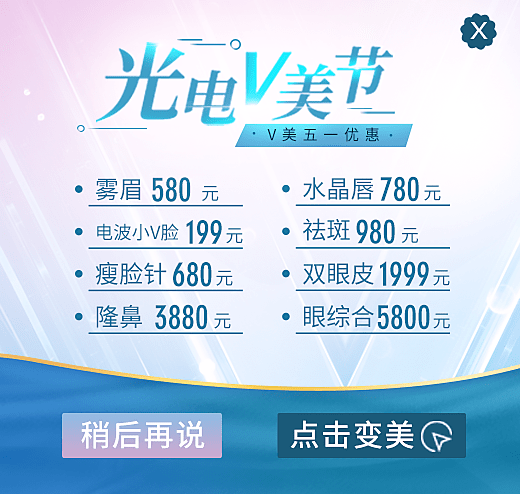 X
光电V美节
·V美五一优惠·
• 雾眉 580 元
• 水晶唇 780 元
• 电波小V脸 199 元
• 祛斑 980 元
• 瘦脸针 680 元
• 双眼皮 1999 元
• 隆鼻 3880 元
• 眼综合 5800 元
稍后再说
点击变美